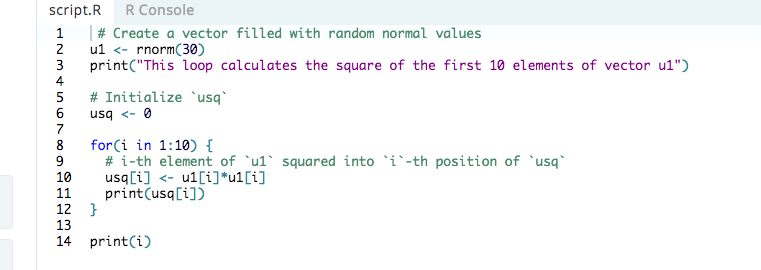 script.R R Console
1 # Create a vector filled with random normal values
2 u1 <- rnorm(30)
3 print("This loop calculates the square of the first 10 elements of vector u1")
4
5 # Initialize `usq`
6 usq <- 0
7
8 for(i in 1:10) {
9 # i-th element of `u1` squared into `i`-th position of `usq`
10 usq[i] <- u1[i]*u1[i]
11 print(usq[i])
12 }
13
14 print(i)